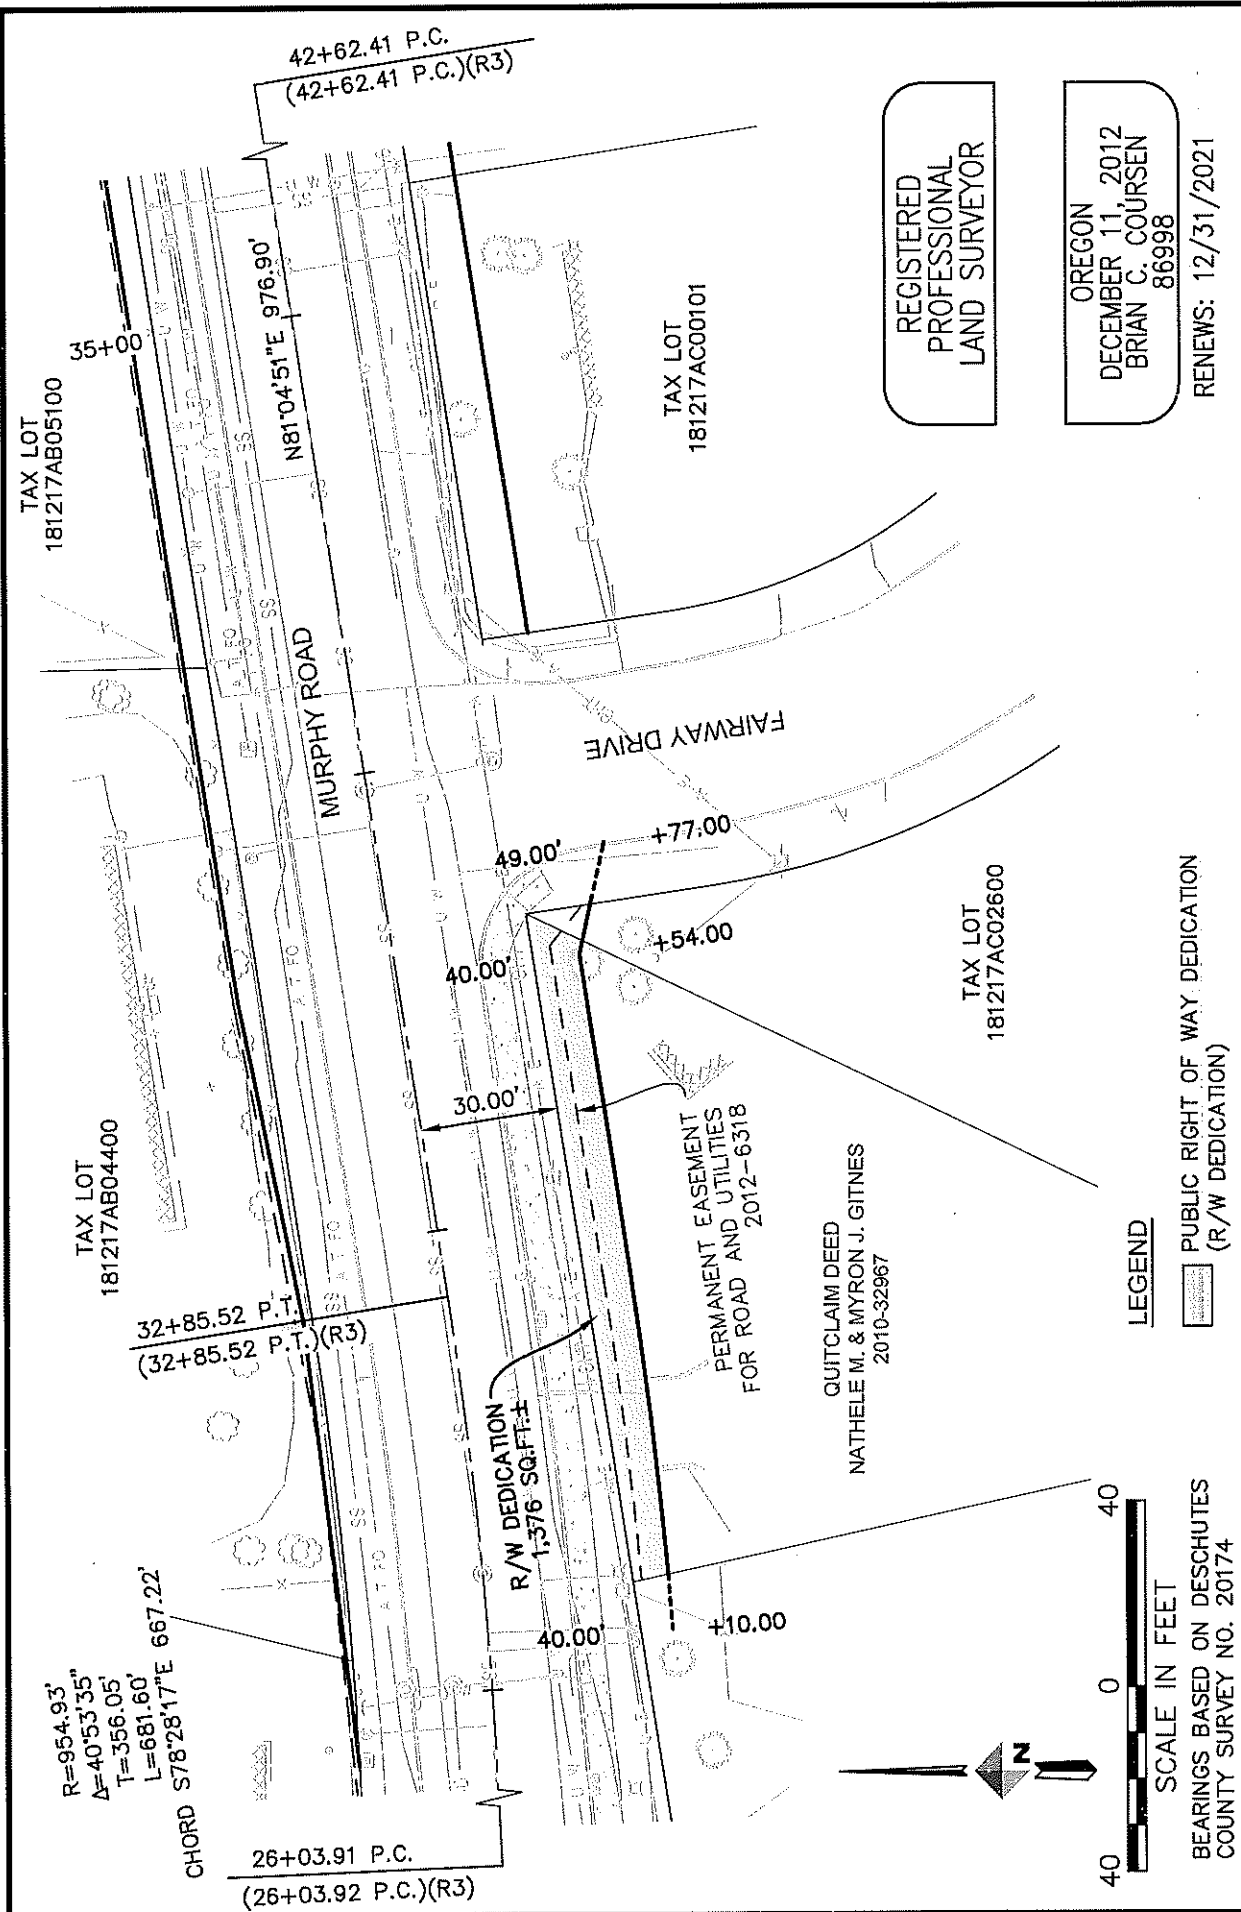 42+62.41 P.C.
(42+62.41 P.C.)(R3)
35+00
TAX LOT
181217AB05100
N81°04'51"E 976.90'
TAX LOT
181217AC00101
REGISTERED
PROFESSIONAL
LAND SURVEYOR
OREGON
DECEMBER 11, 2012
BRIAN C. COURSEN
86998
RENEWS: 12/31/2021
MURPHY ROAD
FAIRWAY DRIVE
49.00'
+77.00
40.00'
+54.00
TAX LOT
181217AC02600
TAX LOT
181217AB04400
30.00'
PERMANENT EASEMENT
FOR ROAD AND UTILITIES
2012-6318
32+85.52 P.T.
(32+85.52 P.T.)(R3)
QUITCLAIM DEED
NATHELE M. & MYRON J. GITNES
2010-32967
R/W DEDICATION
1,376 SQ.FT.±
40.00'
+10.00
R=954.93'
Δ=40°53'35"
T=356.05'
L=681.60'
CHORD S78°28'17"E 667.22'
26+03.91 P.C.
(26+03.92 P.C.)(R3)
LEGEND
PUBLIC RIGHT OF WAY DEDICATION
(R/W DEDICATION)
N
40 0 40
SCALE IN FEET
BEARINGS BASED ON DESCHUTES
COUNTY SURVEY NO. 20174